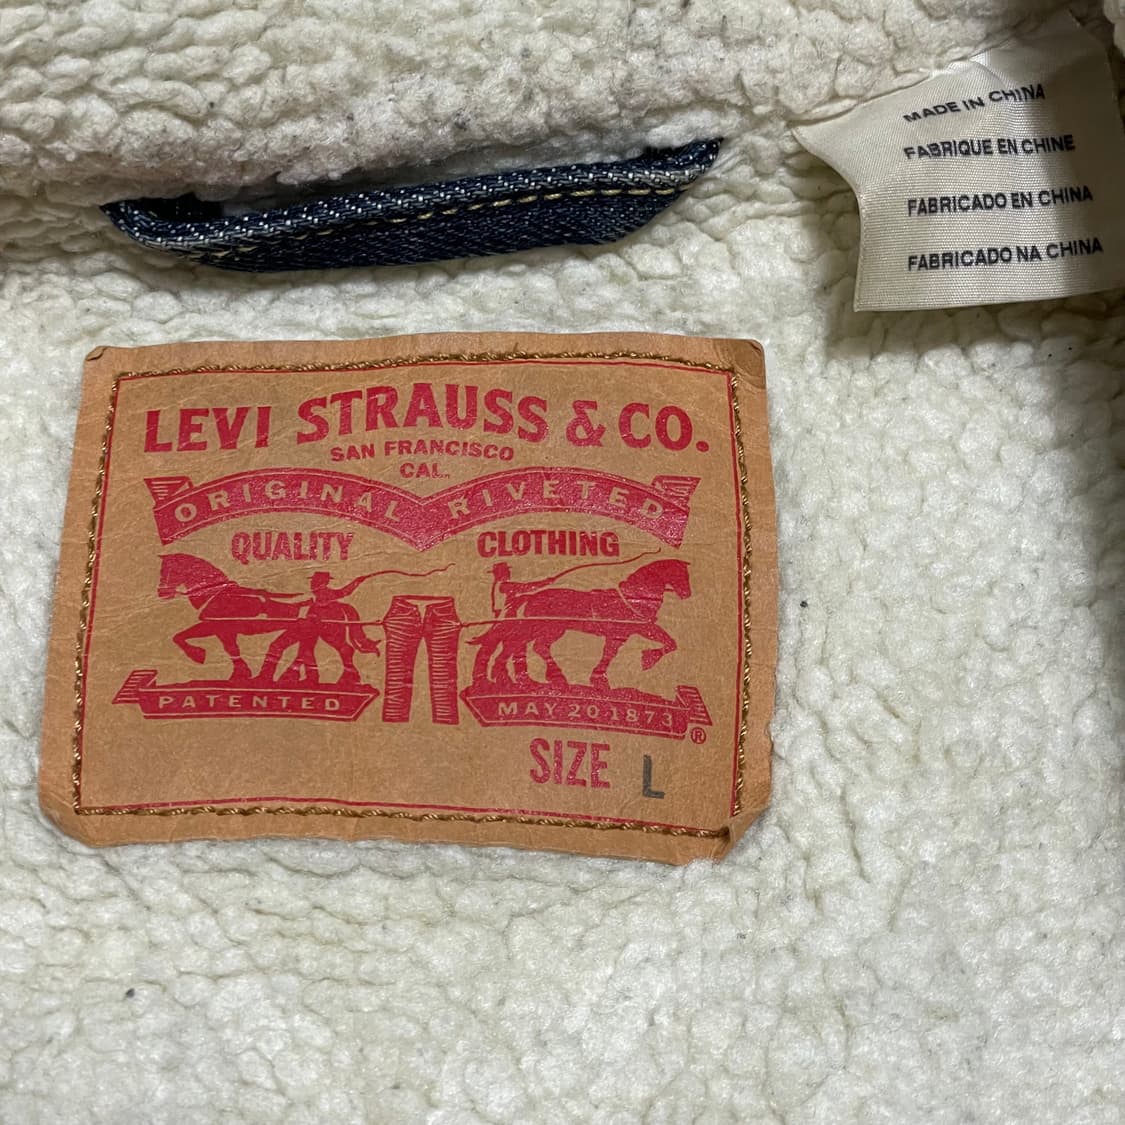 MADE IN CHINA
FABRIQUE EN CHINE
FABRICADO EN CHINA
FABRICADO NA CHINA
LEVI STRAUSS & CO.
SAN FRANCISCO
CAL.
ORIGINAL RIVETED
QUALITY CLOTHING
PATENTED MAY 20 1873
®
SIZE L